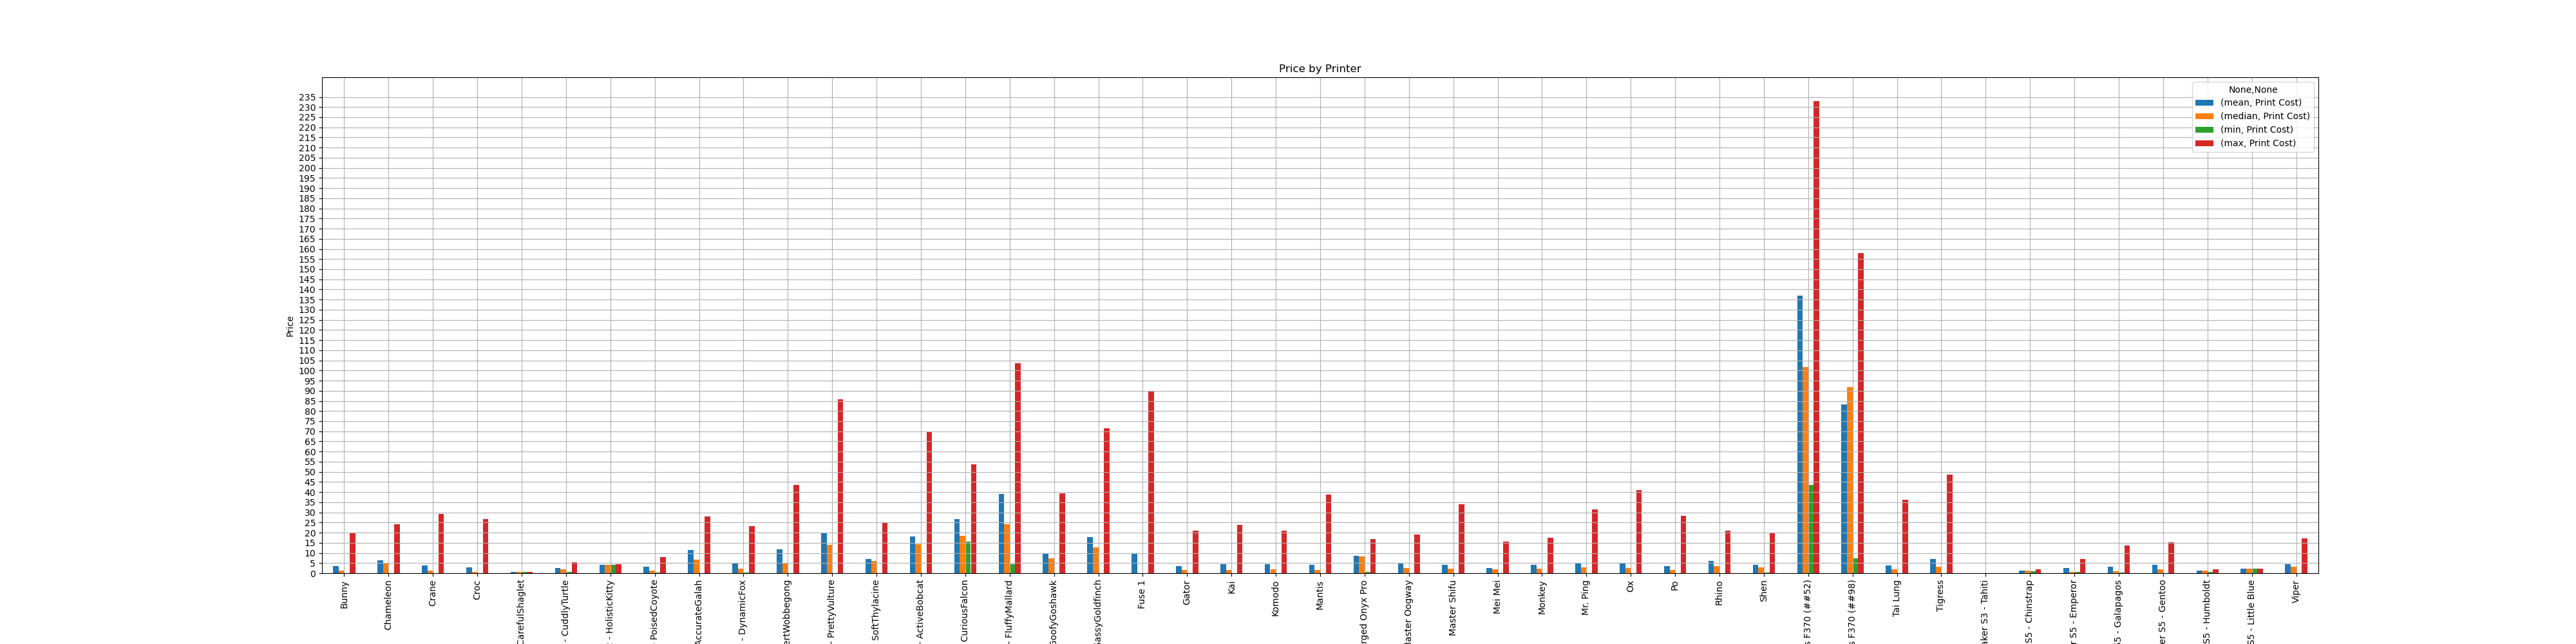 Price by Printer
None,None
(mean, Print Cost)
(median, Print Cost)
(min, Print Cost)
(max, Print Cost)
235
230
225
220
215
210
205
200
195
190
185
180
175
170
165
160
155
150
145
140
135
130
125
120
115
110
105
100
95
90
85
80
75
70
65
60
55
50
45
40
35
30
25
20
15
10
5
0
Price
Bunny
Chameleon
Crane
Croc
CarefulShaglet
- CuddlyTurtle
- HolisticKitty
PoisedCoyote
AccurateGalah
- DynamicFox
ertWobbegong
- PrettyVulture
SoftThylacine
- ActiveBobcat
CuriousFalcon
- FluffyMallard
GoofyGoshawk
SassyGoldfinch
Fuse 1
Gator
Kai
Komodo
Mantis
rged Onyx Pro
Master Oogway
Master Shifu
Mei Mei
Monkey
Mr. Ping
Ox
Po
Rhino
Shen
s F370 (##52)
s F370 (##98)
Tai Lung
Tigress
aker S3 - Tahiti
S5 - Chinstrap
r S5 - Emperor
S5 - Galapagos
er S5 - Gentoo
S5 - Humboldt
S5 - Little Blue
Viper